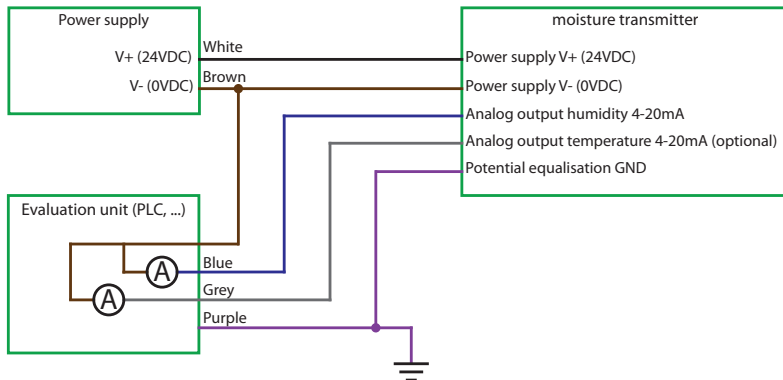 Power supply
V+ (24VDC)
V- (0VDC)
White
Brown
moisture transmitter
Power supply V+ (24VDC)
Power supply V- (0VDC)
Analog output humidity 4-20mA
Analog output temperature 4-20mA (optional)
Potential equalisation GND
Evaluation unit (PLC, ...)
A
Blue
A
Grey
Purple